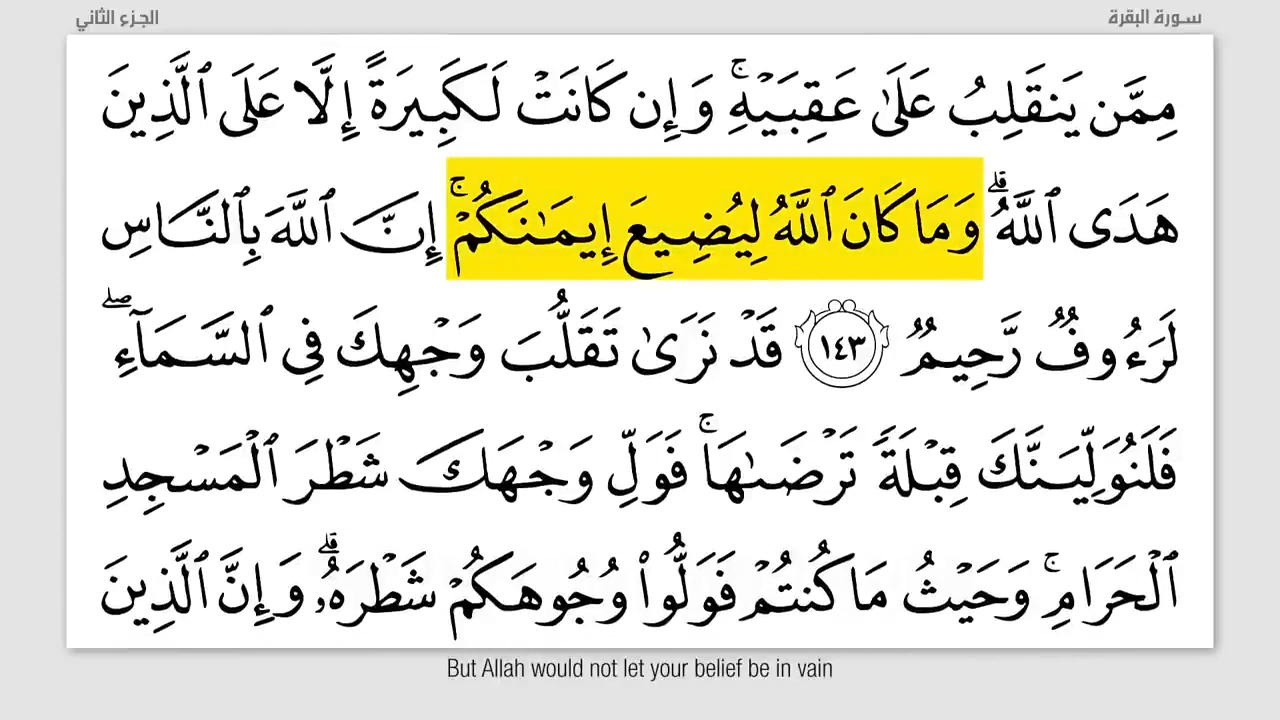 سورة البقرة
الجزء الثاني
مِمَّن يَنقَلِبُ عَلَىٰ عَقِبَيْهِ ۚ وَإِن كَانَتْ لَكَبِيرَةً إِلَّا عَلَى ٱلَّذِينَ
هَدَى ٱللَّهُ ۗ وَمَا كَانَ ٱللَّهُ لِيُضِيعَ إِيمَـٰنَكُمْ ۚ إِنَّ ٱللَّهَ بِٱلنَّاسِ
لَرَءُوفٌ رَّحِيمٌ ١٤٣ قَدْ نَرَىٰ تَقَلُّبَ وَجْهِكَ فِى ٱلسَّمَآءِ ۖ
فَلَنُوَلِّيَنَّكَ قِبْلَةً تَرْضَىٰهَا ۚ فَوَلِّ وَجْهَكَ شَطْرَ ٱلْمَسْجِدِ
ٱلْحَرَامِ ۚ وَحَيْثُ مَا كُنتُمْ فَوَلُّوا۟ وُجُوهَكُمْ شَطْرَهُۥ ۗ وَإِنَّ ٱلَّذِينَ
But Allah would not let your belief be in vain